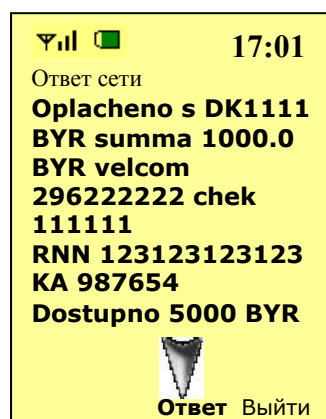 17:01
Ответ сети
Oplacheno s DK1111
BYR summa 1000.0
BYR velcom
296222222 chek
111111
RNN 123123123123
KA 987654
Dostupno 5000 BYR
Ответ Выйти